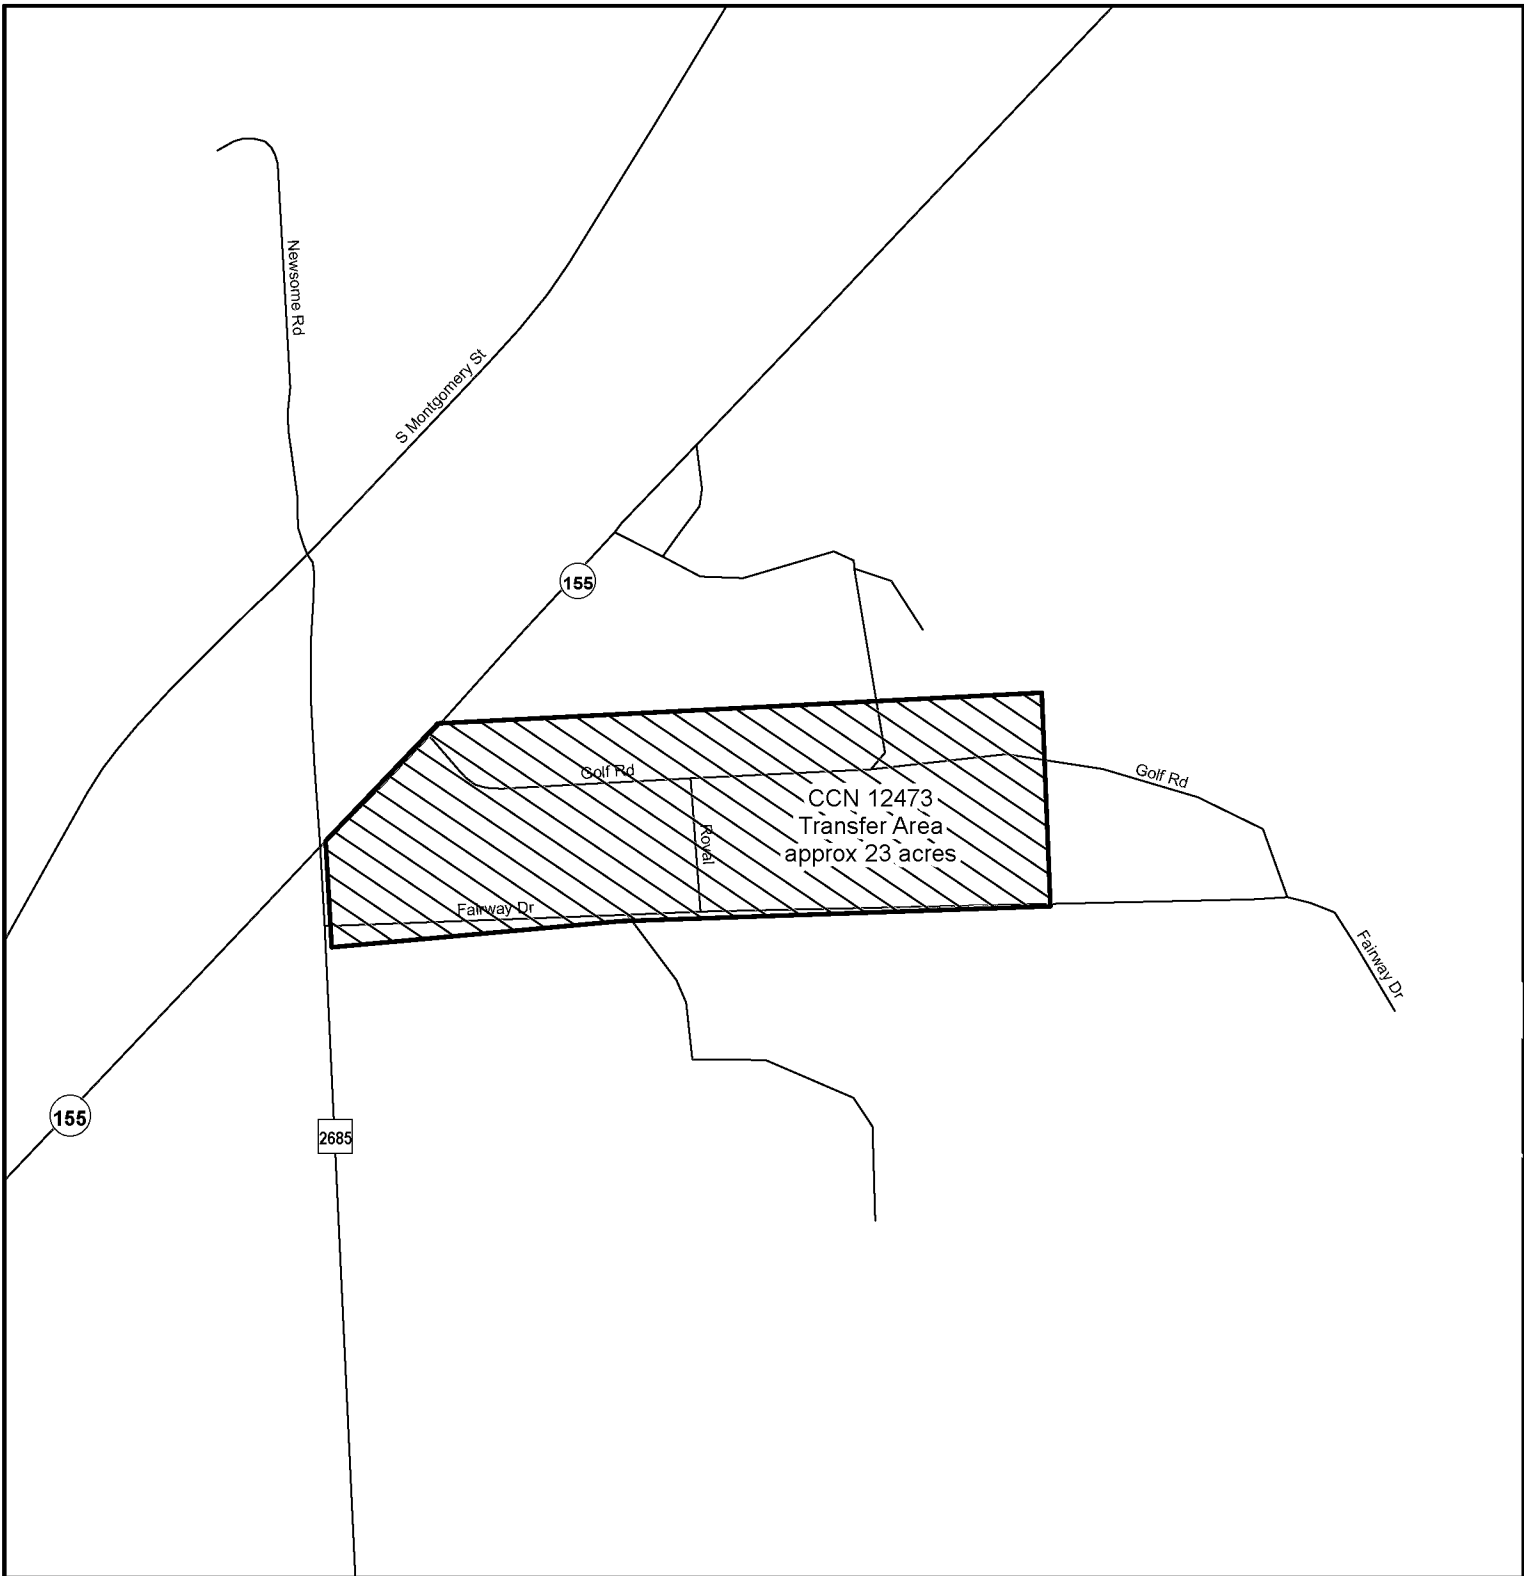 Newsome Rd
S Montgomery St
155
Golf Rd
Golf Rd
CCN 12473
Transfer Area
approx 23 acres
Royal
Fairway Dr
Fairway Dr
155
2685